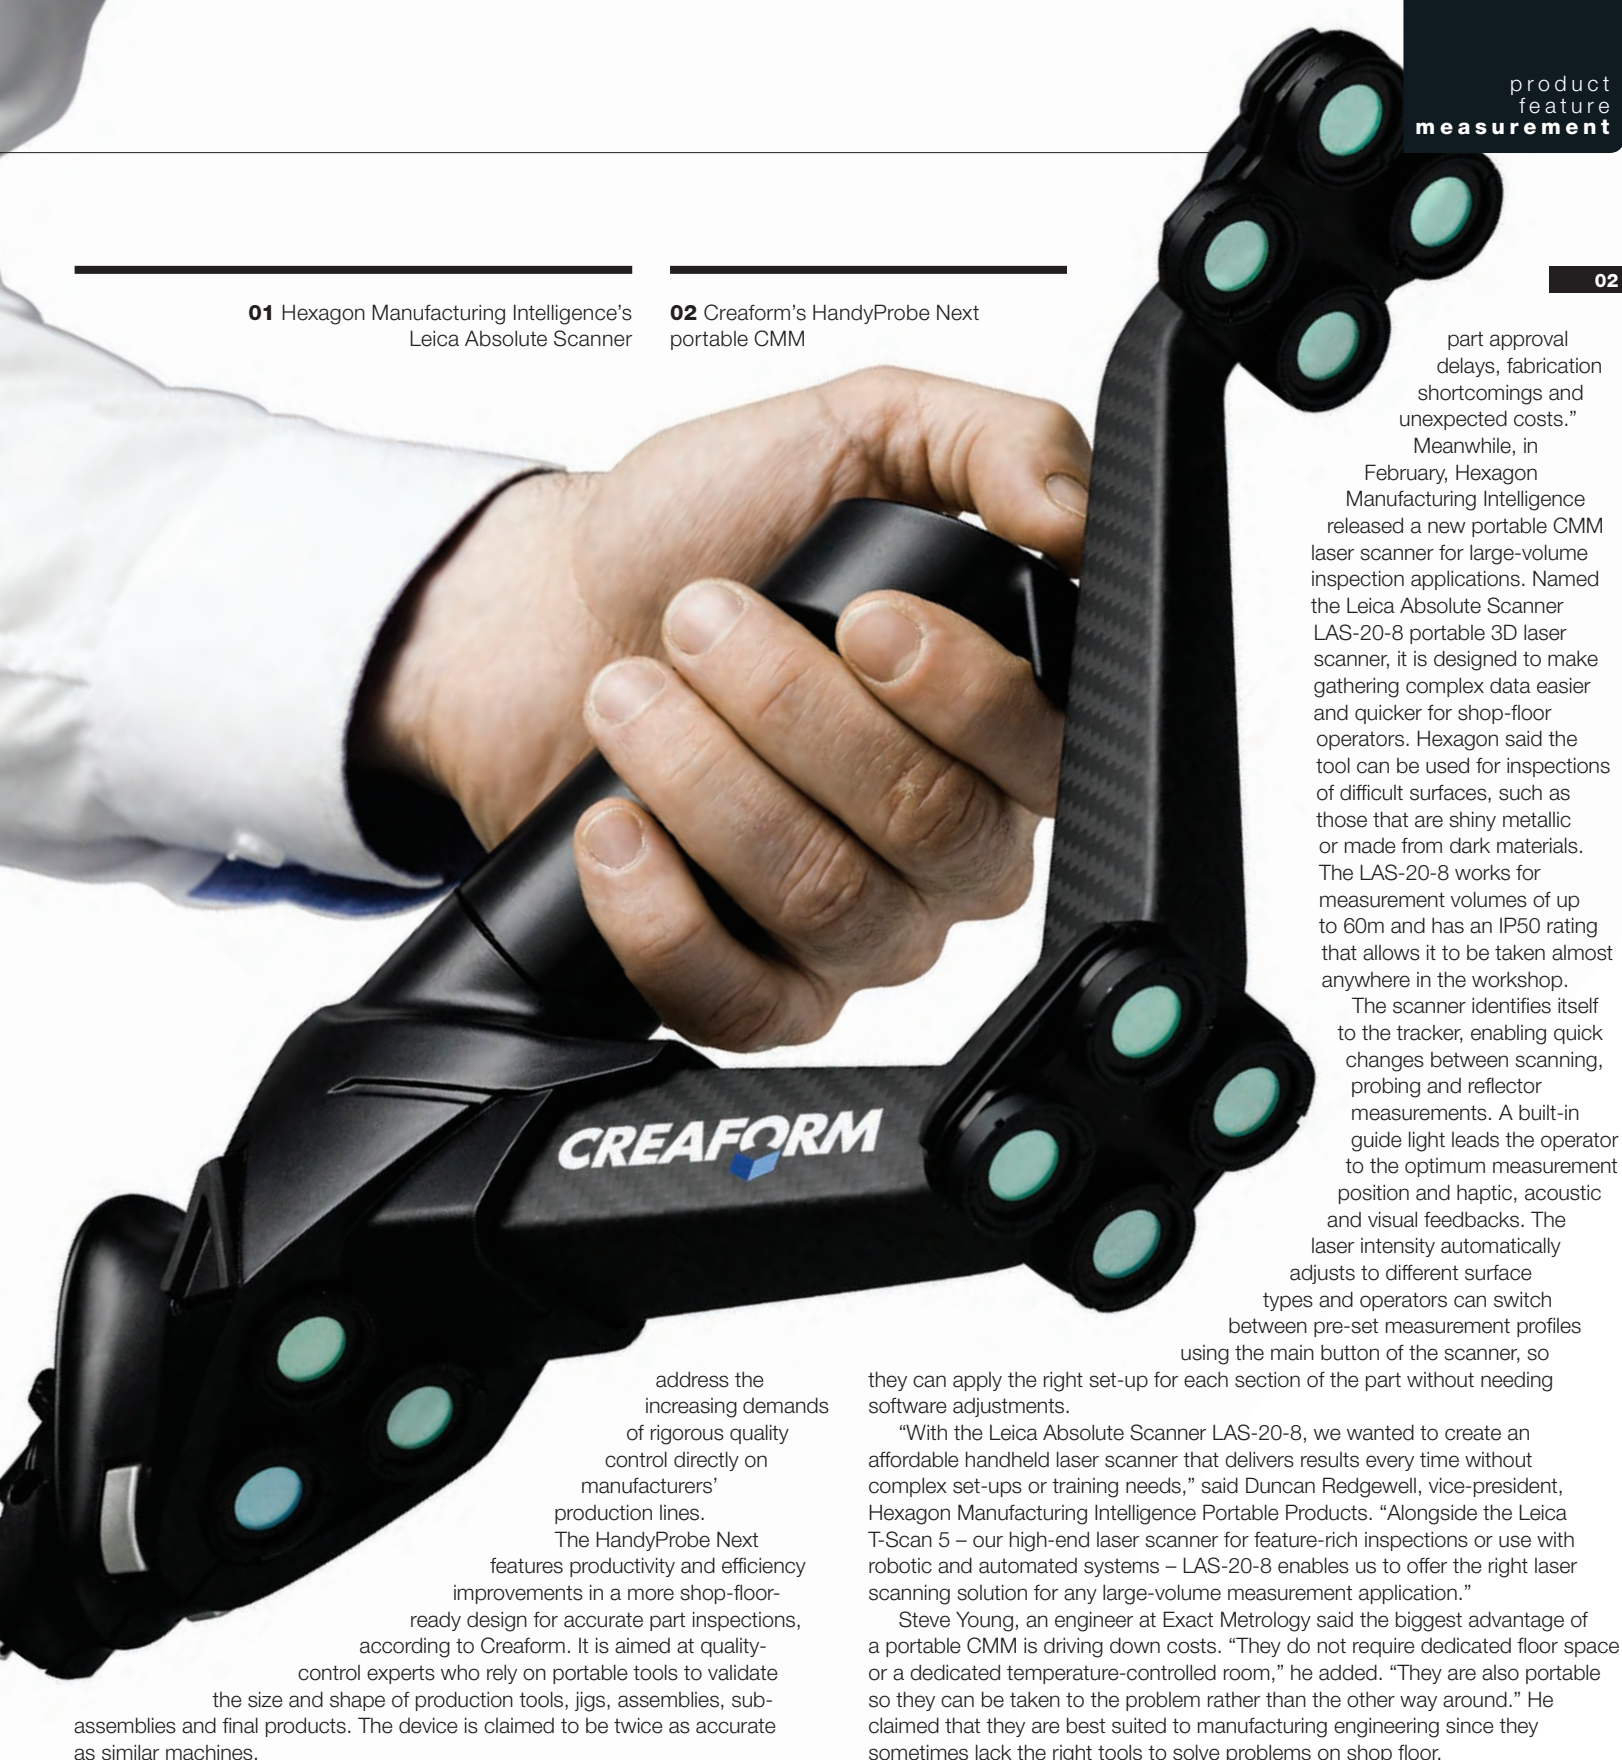 product
feature
measurement
01 Hexagon Manufacturing Intelligence’s
Leica Absolute Scanner
02 Creaform’s HandyProbe Next
portable CMM
02
CREAFORM
address the
increasing demands
of rigorous quality
control directly on
manufacturers’
production lines.
The HandyProbe Next
features productivity and efficiency
improvements in a more shop-floor-
ready design for accurate part inspections,
according to Creaform. It is aimed at quality-
control experts who rely on portable tools to validate
the size and shape of production tools, jigs, assemblies, sub-
assemblies and final products. The device is claimed to be twice as accurate
as similar machines.
part approval
delays, fabrication
shortcomings and
unexpected costs.”
Meanwhile, in
February, Hexagon
Manufacturing Intelligence
released a new portable CMM
laser scanner for large-volume
inspection applications. Named
the Leica Absolute Scanner
LAS-20-8 portable 3D laser
scanner, it is designed to make
gathering complex data easier
and quicker for shop-floor
operators. Hexagon said the
tool can be used for inspections
of difficult surfaces, such as
those that are shiny metallic
or made from dark materials.
The LAS-20-8 works for
measurement volumes of up
to 60m and has an IP50 rating
that allows it to be taken almost
anywhere in the workshop.
The scanner identifies itself
to the tracker, enabling quick
changes between scanning,
probing and reflector
measurements. A built-in
guide light leads the operator
to the optimum measurement
position and haptic, acoustic
and visual feedbacks. The
laser intensity automatically
adjusts to different surface
types and operators can switch
between pre-set measurement profiles
using the main button of the scanner, so
they can apply the right set-up for each section of the part without needing
software adjustments.
“With the Leica Absolute Scanner LAS-20-8, we wanted to create an
affordable handheld laser scanner that delivers results every time without
complex set-ups or training needs,” said Duncan Redgewell, vice-president,
Hexagon Manufacturing Intelligence Portable Products. “Alongside the Leica
T-Scan 5 – our high-end laser scanner for feature-rich inspections or use with
robotic and automated systems – LAS-20-8 enables us to offer the right laser
scanning solution for any large-volume measurement application.”
Steve Young, an engineer at Exact Metrology said the biggest advantage of
a portable CMM is driving down costs. “They do not require dedicated floor space
or a dedicated temperature-controlled room,” he added. “They are also portable
so they can be taken to the problem rather than the other way around.” He
claimed that they are best suited to manufacturing engineering since they
sometimes lack the right tools to solve problems on shop floor.